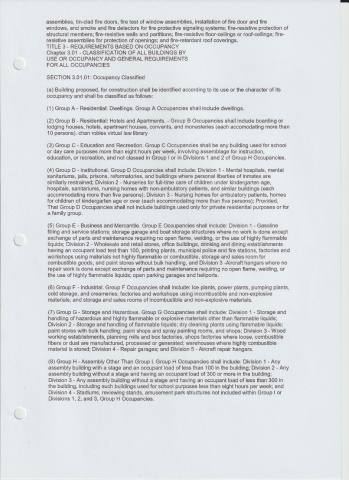 assemblies, tin-clad fire doors, fire test of window assemblies, installation of fire door and fire
windows, and smoke and fire detectors for fire protective signaling systems; fire-resistive protection of
structural members; fire-resistive walls and partitions; fire-resistive floor-ceilings or roof-ceilings; fire-
resistive assemblies for protection of openings; and fire-retardant roof coverings.
TITLE 3 - REQUIREMENTS BASED ON OCCUPANCY
Chapter 3.01 - CLASSIFICATION OF ALL BUILDINGS BY
USE OR OCCUPANCY AND GENERAL REQUIREMENTS
FOR ALL OCCUPANCIES
SECTION 3.01.01: Occupancy Classified
(a) Building proposed, for construction shall be identified according to its use or the character of its
occupancy and shall be classified as follows:
(1) Group A - Residential: Dwellings. Group A Occupancies shall include dwellings.
(2) Group B - Residential: Hotels and Apartments. - Group B Occupancies shall include boarding or
lodging houses, hotels, apartment houses, convents, and monasteries (each accomodating more than
10 persons). chan robles virtual law library
(3) Group C - Education and Recreation. Group C Occupancies shall be any building used for school
or day care purposes more than eight hours per week, involving assemblage for instruction,
education, or recreation, and not classed in Group I or in Divisions 1 and 2 of Group H Occupancies.
(4) Group D - Institutional. Group D Occupancies shall include: Division 1 - Mental hospitals, mental
sanitariums, jails, prisons, reformatories, and buildings where personal liberties of inmates are
similarly restrained; Division 2 - Nurseries for full-time care of children under kindergarten age,
hospitals, sanitariums, nursing homes with non-ambulatory patients, and similar buildings (each
accommodating more than five persons); Division 3 - Nursing homes for ambulatory patients, homes
for children of kindergarten age or over (each accommodating more than five persons); Provided,
That Group D Occupancies shall not include buildings used only for private residential purposes or for
a family group.
(5) Group E - Business and Mercantile. Group E Occupancies shall include: Division 1 - Gasoline
filling and service stations, storage garage and boat storage structures where no work is done except
exchange of parts and maintenance requiring no open flame, welding, or the use of highly flammable
liquids; Division 2 - Wholesale and retail stores, office buildings, drinking and dining establishments
having an occupant load less than 100, printing plants, municipal police and fire stations, factories and
workshops using materials not highly flammable or combustible, storage and sales room for
combustible goods, and paint stores without bulk handling, and Division 3 -Aircraft hangars where no
repair work is done except exchange of parts and maintenance requiring no open flame, welding, or
the use of highly flammable liquids; open parking garages and heliports.
(6) Group F - Industrial. Group F Occupancies shall include: ice plants, power plants, pumping plants,
cold storage, and creameries; factories and workshops using incombustible and non-explosive
materials; and storage and sales rooms of incombustible and non-explosive materials.
(7) Group G - Storage and Hazardous. Group G Occupancies shall include: Division 1 - Storage and
handling of hazardous and highly flammable or explosive materials other than flammable liquids;
Division 2 - Storage and handling of flammable liquids; dry cleaning plants using flammable liquids;
paint stores with bulk handling; paint shops and spray painting rooms, and shops; Division 3 - Wood
working establishments, planning mills and box factories, shops factories where loose, combustible
fibers or dust are manufactured, processed or generated; warehouses where highly combustible
material is stored; Division 4 - Repair garages; and Division 5 - Aircraft repair hangars.
(8) Group H - Assembly Other Than Group I. Group H Occupancies shall include: Division 1 - Any
assembly building with a stage and an occupant load of less than 100 in the building; Division 2 - Any
assembly building without a stage and having an occupant load of 300 or more in the building;
Division 3 - Any assembly building without a stage and having an occupant load of less than 300 in
the building, including such buildings used for school purposes less than eight hours per week; and
Division 4 - Stadiums, reviewing stands, amusement park structures not included within Group I or
Divisions 1, 2, and 3, Group H Occupancies.